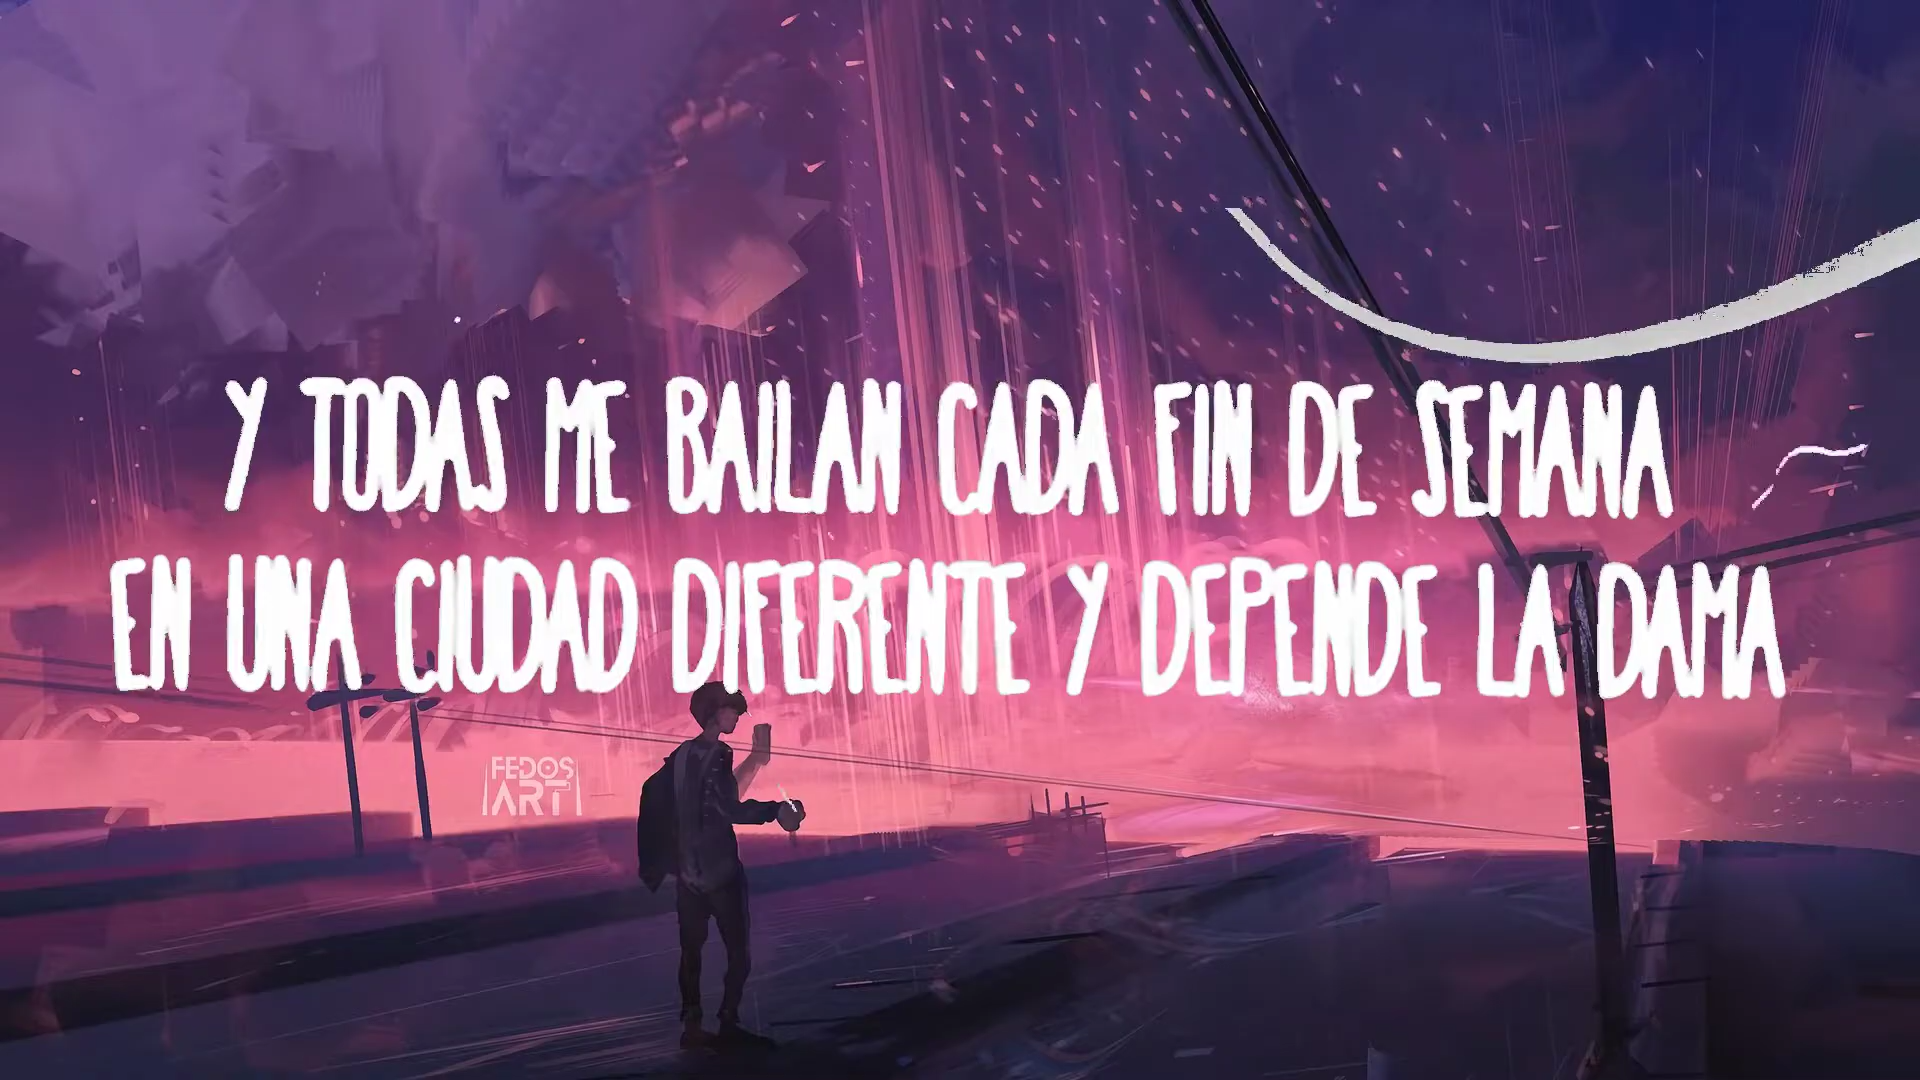 Y TODAS ME BAILAN CADA FIN DE SEMANA
EN UNA CIUDAD DIFERENTE Y DEPENDE LA DAMA
FEDOS
ART